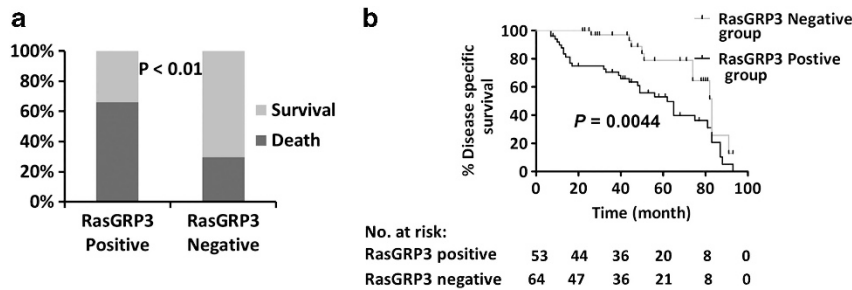 a
100%
80%
60%
40%
20%
0%
P < 0.01
Survival
Death
RasGRP3
Positive
RasGRP3
Negative
b
% Disease specific
survival
100
80
60
40
20
0
0 20 40 60 80 100
Time (month)
P = 0.0044
RasGRP3 Negative
group
RasGRP3 Postive
group
No. at risk:
RasGRP3 positive 53 44 36 20 8 0
RasGRP3 negative 64 47 36 21 8 0